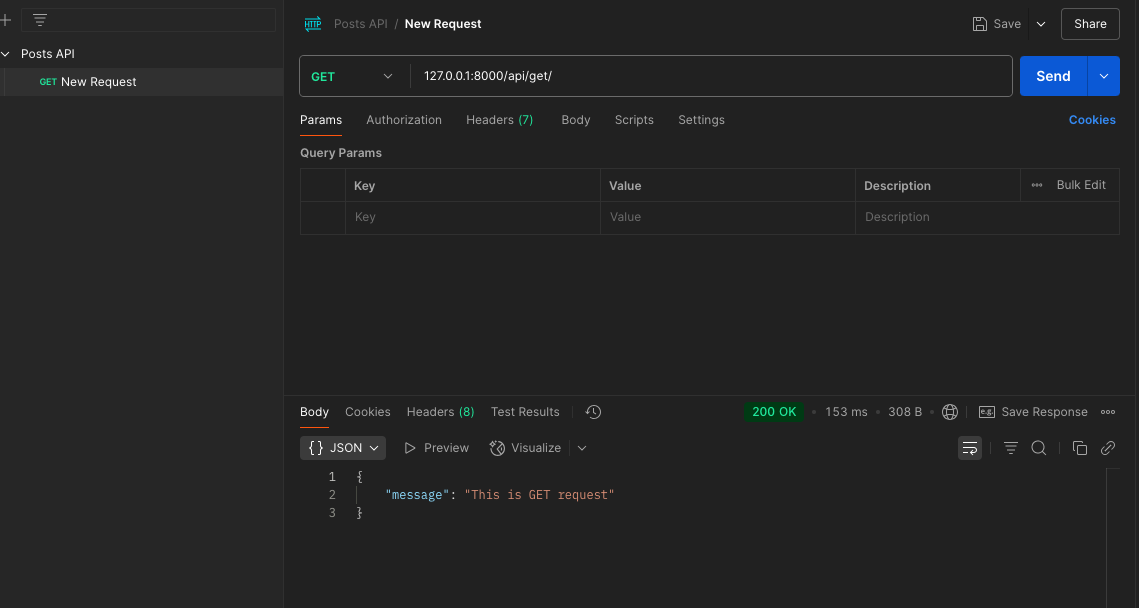 HTTP Posts API / New Request Save Share
Posts API
GET New Request
GET 127.0.0.1:8000/api/get/ Send
Params Authorization Headers (7) Body Scripts Settings Cookies
Query Params
Key Value Description Bulk Edit
Key Value Description
Body Cookies Headers (8) Test Results 200 OK 153 ms 308 B e.g. Save Response
{} JSON Preview Visualize
1 {
2 "message": "This is GET request"
3 }